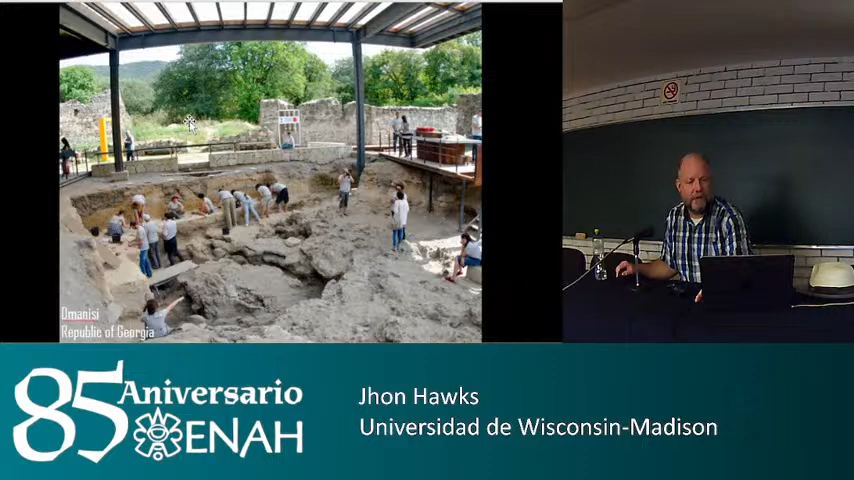 Dmanisi
Republic of Georgia
85 Aniversario
ENAH
Jhon Hawks
Universidad de Wisconsin-Madison